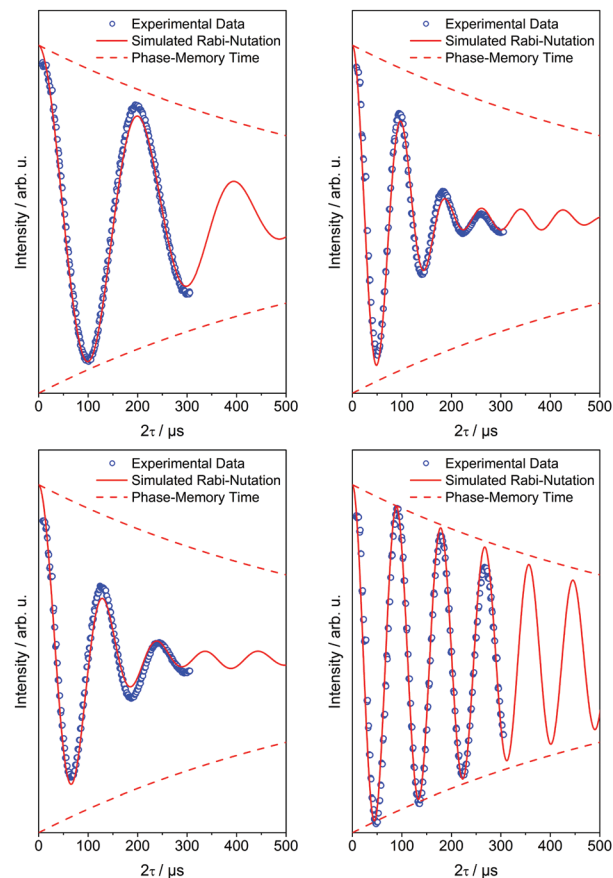 Experimental Data
Simulated Rabi-Nutation
Phase-Memory Time
Intensity / arb. u.
0 100 200 300 400 500
2τ / μs
Experimental Data
Simulated Rabi-Nutation
Phase-Memory Time
Intensity / arb. u.
0 100 200 300 400 500
2τ / μs
Experimental Data
Simulated Rabi-Nutation
Phase-Memory Time
Intensity / arb. u.
0 100 200 300 400 500
2τ / μs
Experimental Data
Simulated Rabi-Nutation
Phase-Memory Time
Intensity / arb. u.
0 100 200 300 400 500
2τ / μs